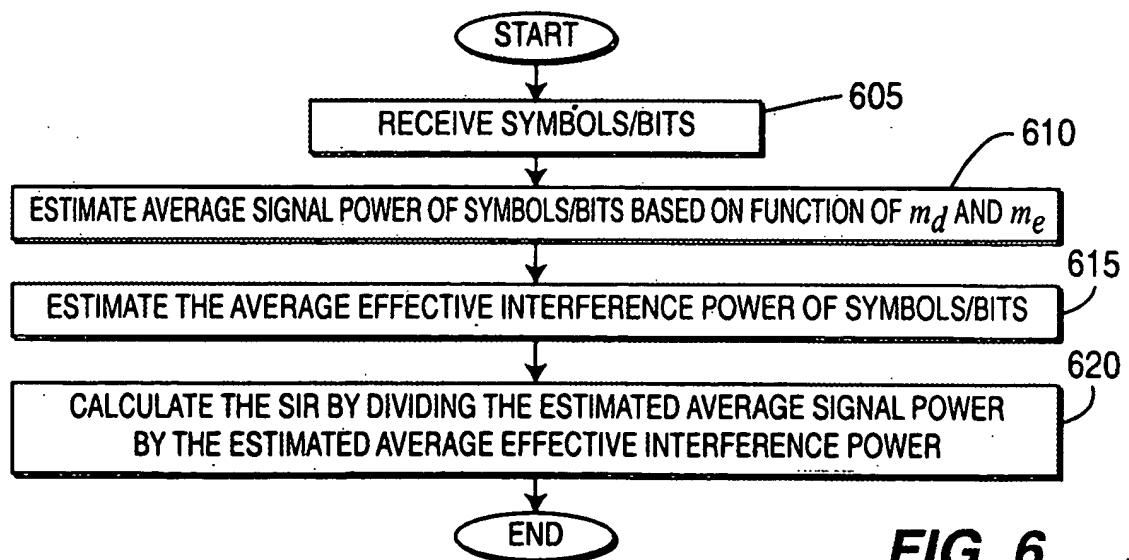 START
RECEIVE SYMBOLS/BITS
605
610
ESTIMATE AVERAGE SIGNAL POWER OF SYMBOLS/BITS BASED ON FUNCTION OF m_d AND m_e
615
ESTIMATE THE AVERAGE EFFECTIVE INTERFERENCE POWER OF SYMBOLS/BITS
620
CALCULATE THE SIR BY DIVIDING THE ESTIMATED AVERAGE SIGNAL POWER
BY THE ESTIMATED AVERAGE EFFECTIVE INTERFERENCE POWER
END
FIG. 6